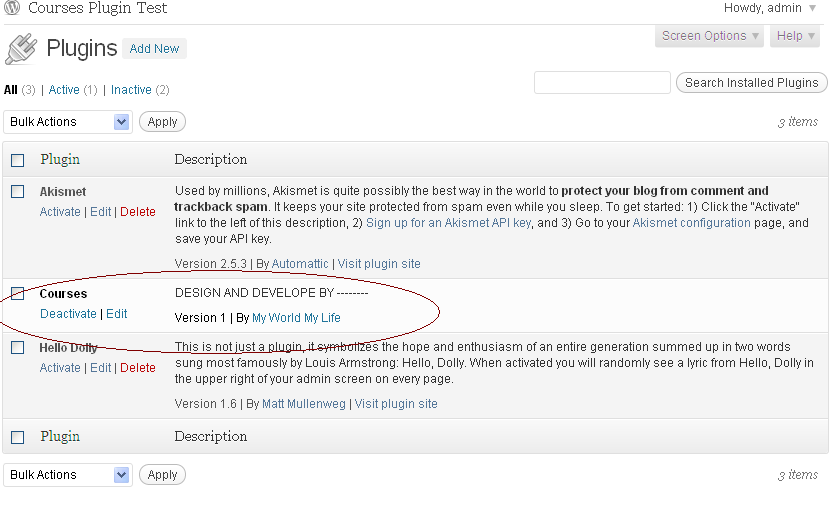 Courses Plugin Test
Howdy, admin
Screen Options
Help
Plugins
Add New
All (3) | Active (1) | Inactive (2)
Search Installed Plugins
Bulk Actions
Apply
3 items
Plugin
Description
Akismet
Activate | Edit | Delete
Used by millions, Akismet is quite possibly the best way in the world to protect your blog from comment and
trackback spam. It keeps your site protected from spam even while you sleep. To get started: 1) Click the "Activate"
link to the left of this description, 2) Sign up for an Akismet API key, and 3) Go to your Akismet configuration page, and
save your API key.
Version 2.5.3 | By Automattic | Visit plugin site
Courses
Deactivate | Edit
DESIGN AND DEVELOPE BY --------
Version 1 | By My World My Life
Hello Dolly
Activate | Edit | Delete
This is not just a plugin, it symbolizes the hope and enthusiasm of an entire generation summed up in two words
sung most famously by Louis Armstrong: Hello, Dolly. When activated you will randomly see a lyric from Hello, Dolly in
the upper right of your admin screen on every page.
Version 1.6 | By Matt Mullenweg | Visit plugin site
Plugin
Description
Bulk Actions
Apply
3 items